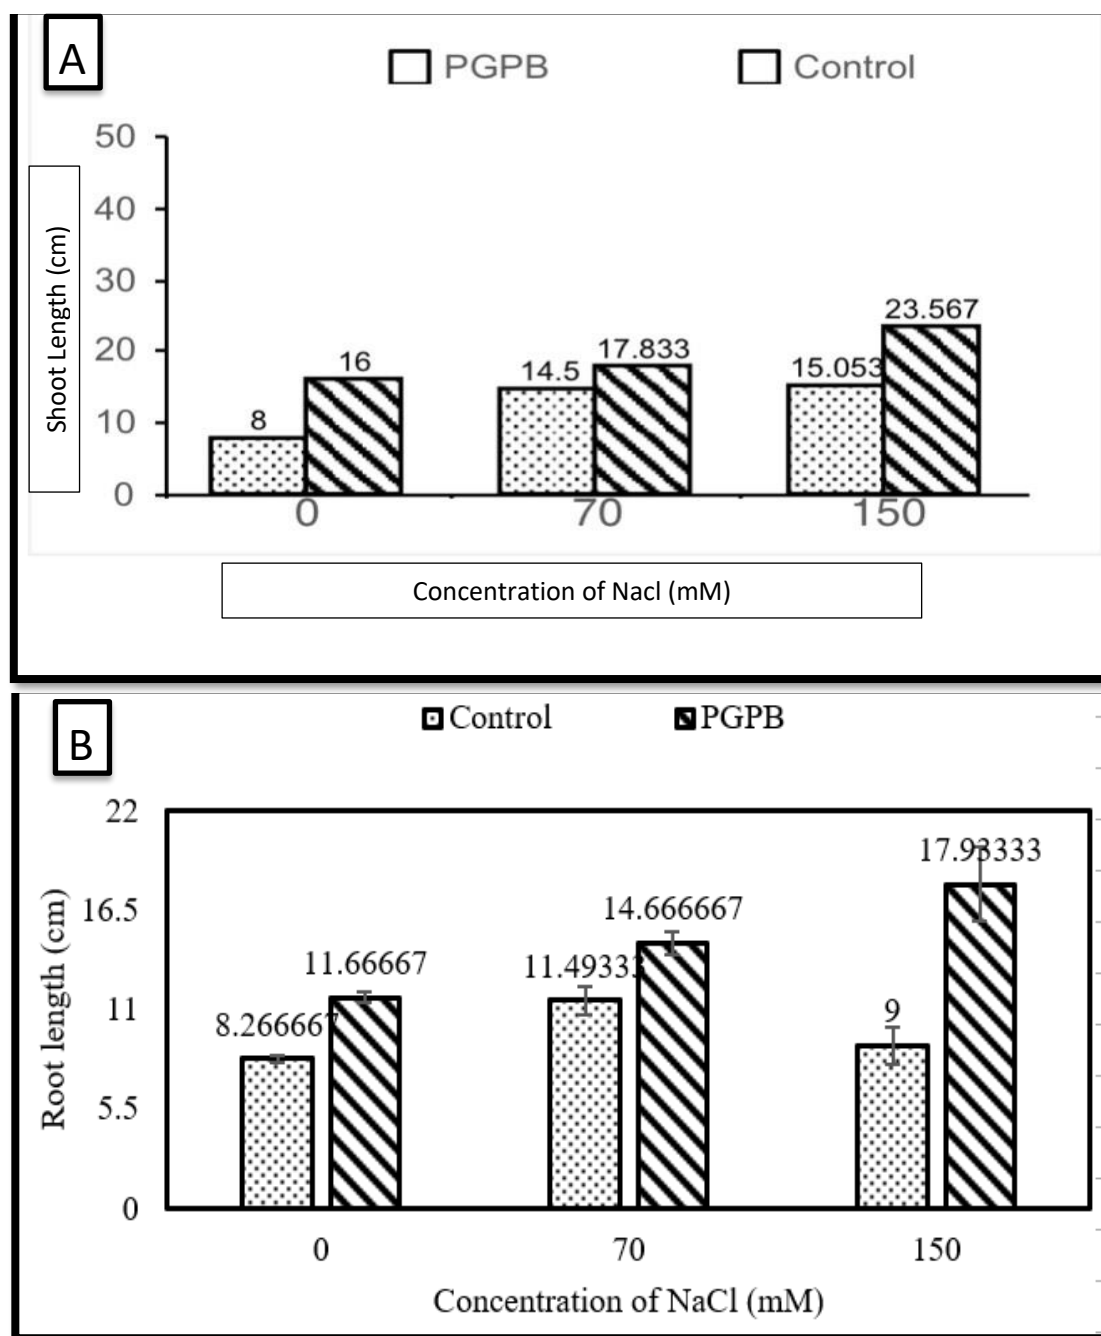 A
PGPB Control
50
40
30
20
10
0
Shoot Length (cm)
8 16 14.5 17.833 15.053 23.567
0 70 150
Concentration of Nacl (mM)
B
Control PGPB
22
16.5
11
5.5
0
Root length (cm)
8.266667 11.66667 11.49333 14.666667 9 17.93333
0 70 150
Concentration of NaCl (mM)